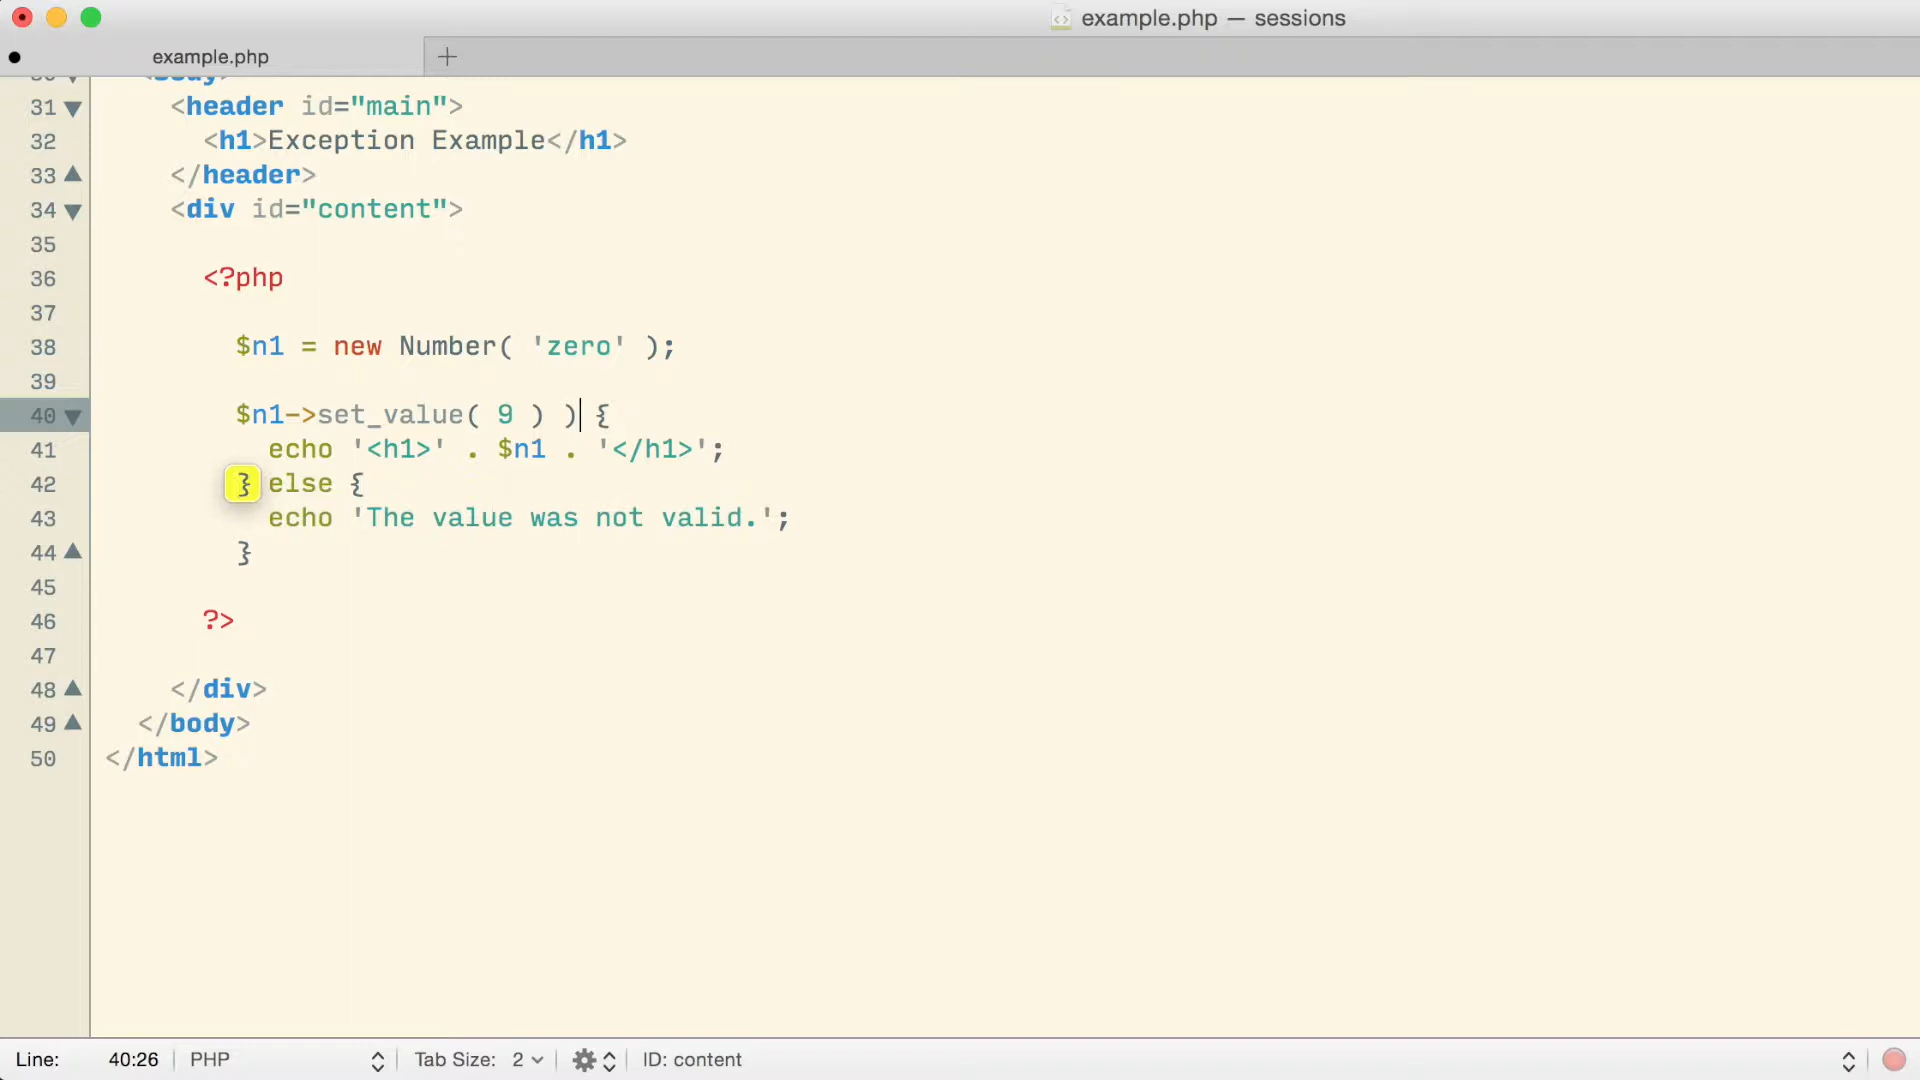 example.php — sessions
example.php
30 <body>
31 <header id="main">
32 <h1>Exception Example</h1>
33 </header>
34 <div id="content">
35
36 <?php
37
38 $n1 = new Number( 'zero' );
39
40 $n1->set_value( 9 ) ) {
41 echo '<h1>' . $n1 . '</h1>';
42 } else {
43 echo 'The value was not valid.';
44 }
45
46 ?>
47
48 </div>
49 </body>
50 </html>
Line: 40:26 PHP Tab Size: 2 ID: content